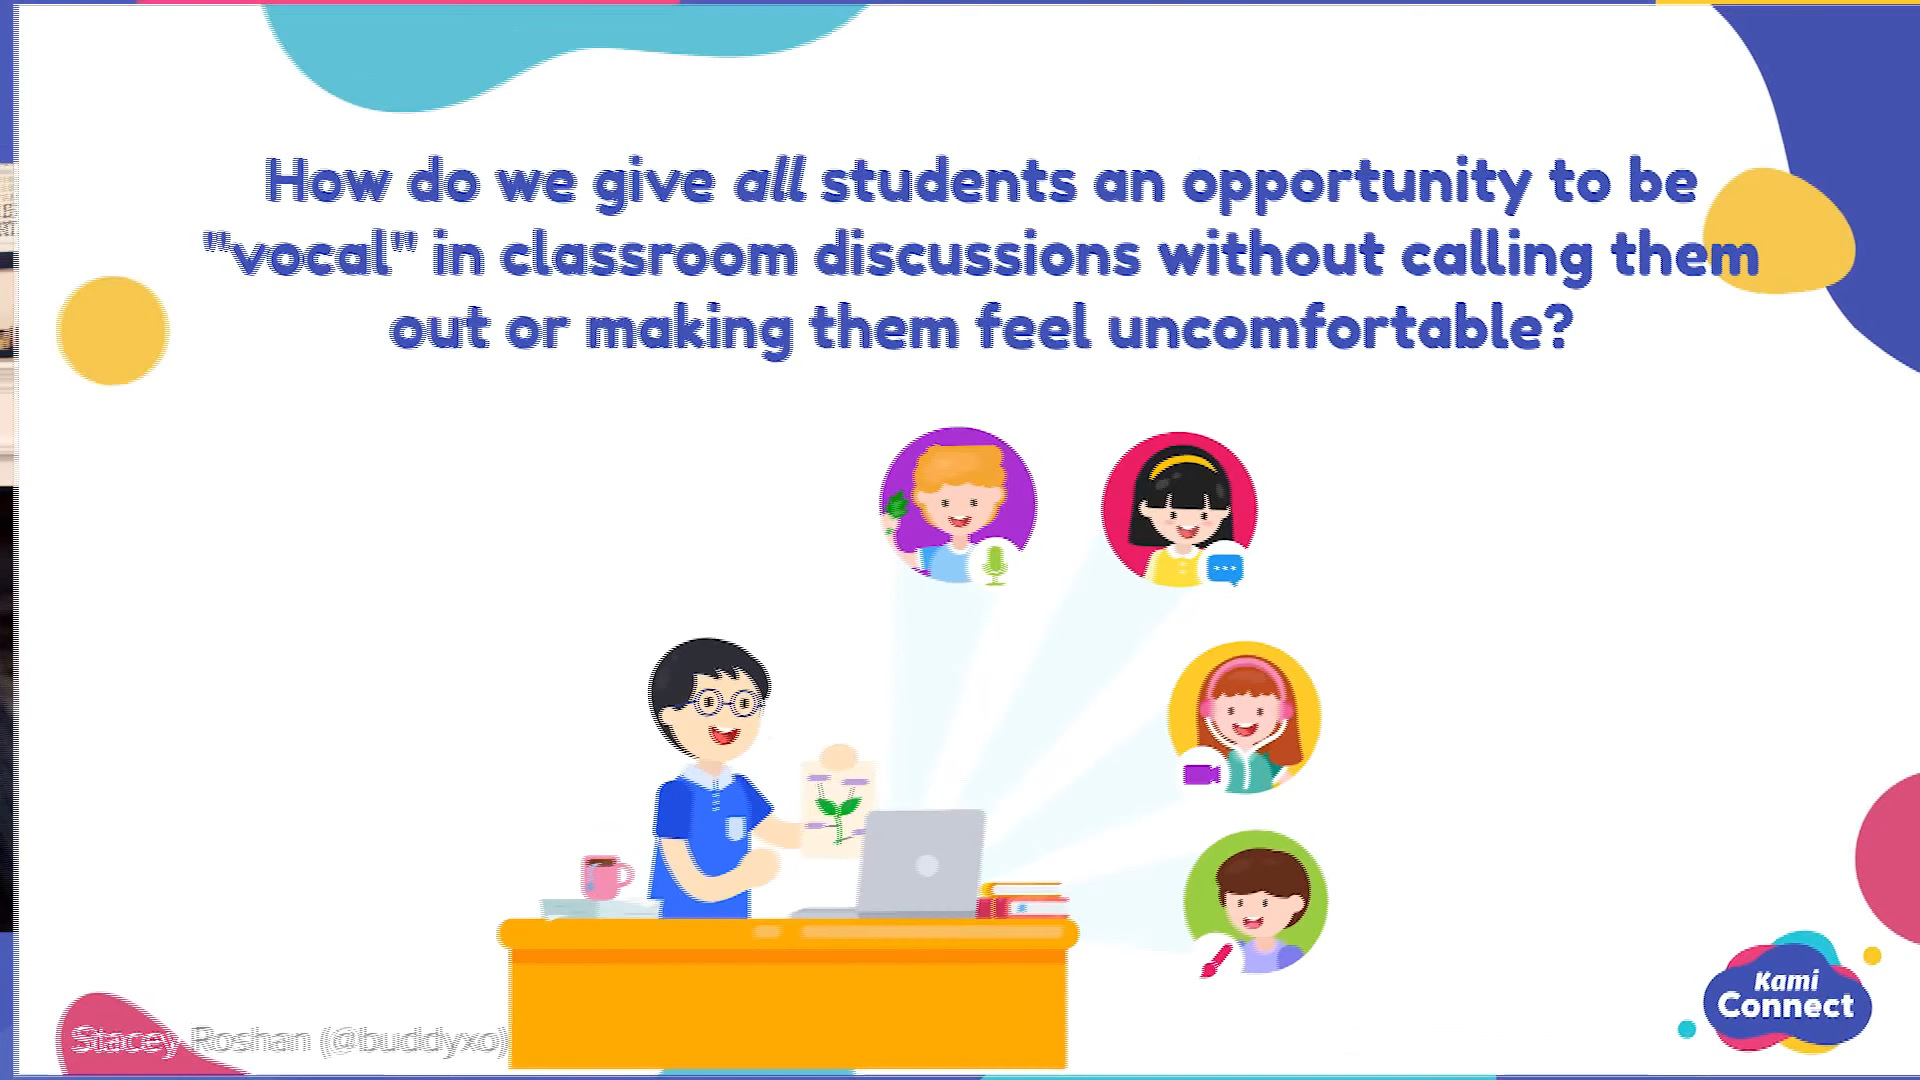 How do we give all students an opportunity to be
"vocal" in classroom discussions without calling them
out or making them feel uncomfortable?
Stacey Roshan (@buddyxo)
Kami
Connect